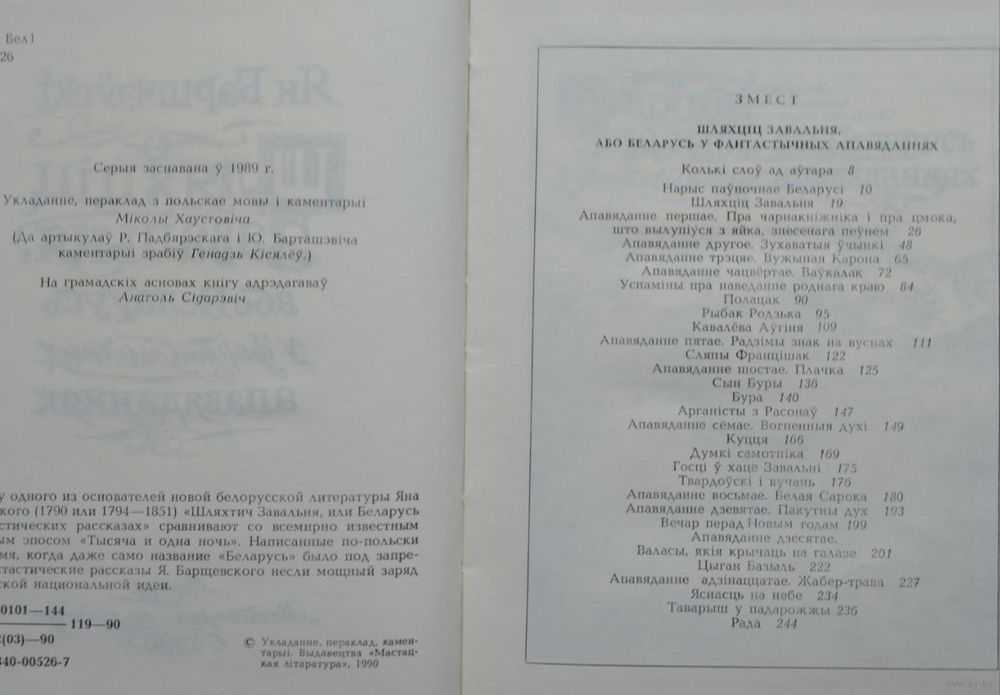 Бел I
26
Серыя заснавана ў 1989 г.
Укладанне, пераклад з польскае мовы і каментарыі
Міколы Хаустовіча
(Да артыкулаў Р. Падбярэскага і Ю. Барташэвіча
каментарыі зрабіў Генадзь Кісялёў.)
На грамадскіх асновах кнігу адрэдагаваў
Анатоль Сідарэвіч
у одного из основателей новой белорусской литературы Яна
кого (1790 или 1794—1851) «Шляхтич Завальня, или Беларусь
стических рассказах» сравнивают со всемирно известным
ым эпосом «Тысяча и одна ночь». Написанные по-польски
мя, когда даже само название «Беларусь» было под запре-
тастические рассказы Я. Барщевского несли мощный заряд
ской национальной идеи.
0101—144
119—90
(03)—90
340-00526-7
© Укладанне, пераклад, камен-
тарыі. Выдавецтва «Мастац-
кая літаратура», 1990
ЗМЕСТ
ШЛЯХЦІЦ ЗАВАЛЬНЯ,
АБО БЕЛАРУСЬ У ФАНТАСТЫЧНЫХ АПАВЯДАННЯХ
Колькі слоў ад аўтара 8
Нарыс паўночнае Беларусі 10
Шляхціц Завальня 19
Апавяданне першае. Пра чарнакніжніка і пра цмока,
што вылупіўся з яйка, знесенага пеўнем 26
Апавяданне другое. Зухаватыя ўчынкі 48
Апавяданне трэцяе. Вужыная Карона 65
Апавяданне чацвёртае. Ваўкалак 72
Успаміны пра наведанне роднага краю 84
Полацак 90
Рыбак Родзька 95
Кавалёва Аўгіня 109
Апавяданне пятае. Радзімы знак на вуснах 111
Сляпы Францішак 122
Апавяданне шостае. Плачка 125
Сын Буры 136
Бура 140
Арганісты з Расонаў 147
Апавяданне сёмае. Вогненныя духі 149
Куцця 166
Думкі самотніка 169
Госці ў хаце Завальні 175
Твардоўскі і вучань 176
Апавяданне восьмае. Белая Сарока 180
Апавяданне дзевятае. Пакутны дух 193
Вечар перад Новым годам 199
Апавяданне дзесятае.
Валасы, якія крычаць на галаве 201
Цыган Базыль 222
Апавяданне адзінаццатае. Жабер-трава 227
Яснасць на небе 234
Таварыш у падарожжы 236
Рада 244
www.ay.by